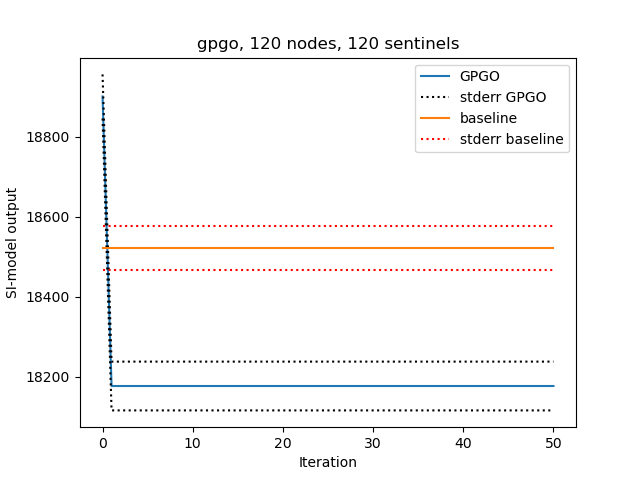 gpgo, 120 nodes, 120 sentinels
GPGO
stderr GPGO
baseline
stderr baseline
SI-model output
18800
18600
18400
18200
0 10 20 30 40 50
Iteration